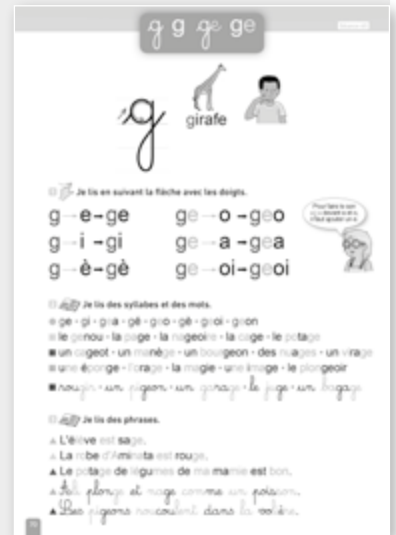 g g ge ge
girafe
g
Je lis en suivant la flèche avec les doigts.
g → e → ge ge → o → geo
g → i → gi ge → a → gea
g → è → gè ge → oi → geoi
Je lis des syllabes et des mots.
ge • gi • gea • gé • geo • gê • geoi • geon
le genou • la page • la nageoire • la cage • le potage
un cageot • un manège • un bourgeon • des nuages • un virage
une éponge • l'orage • la magie • une image • le plongeoir
rougir • un pigeon • un garage • le juge • un bagage
Je lis des phrases.
L'élève est sage.
La robe d'Aminata est rouge.
Le potage de légumes de ma mamie est bon.
Ali plonge et nage comme un poisson.
Les pigeons roucoulent dans la volière.
70